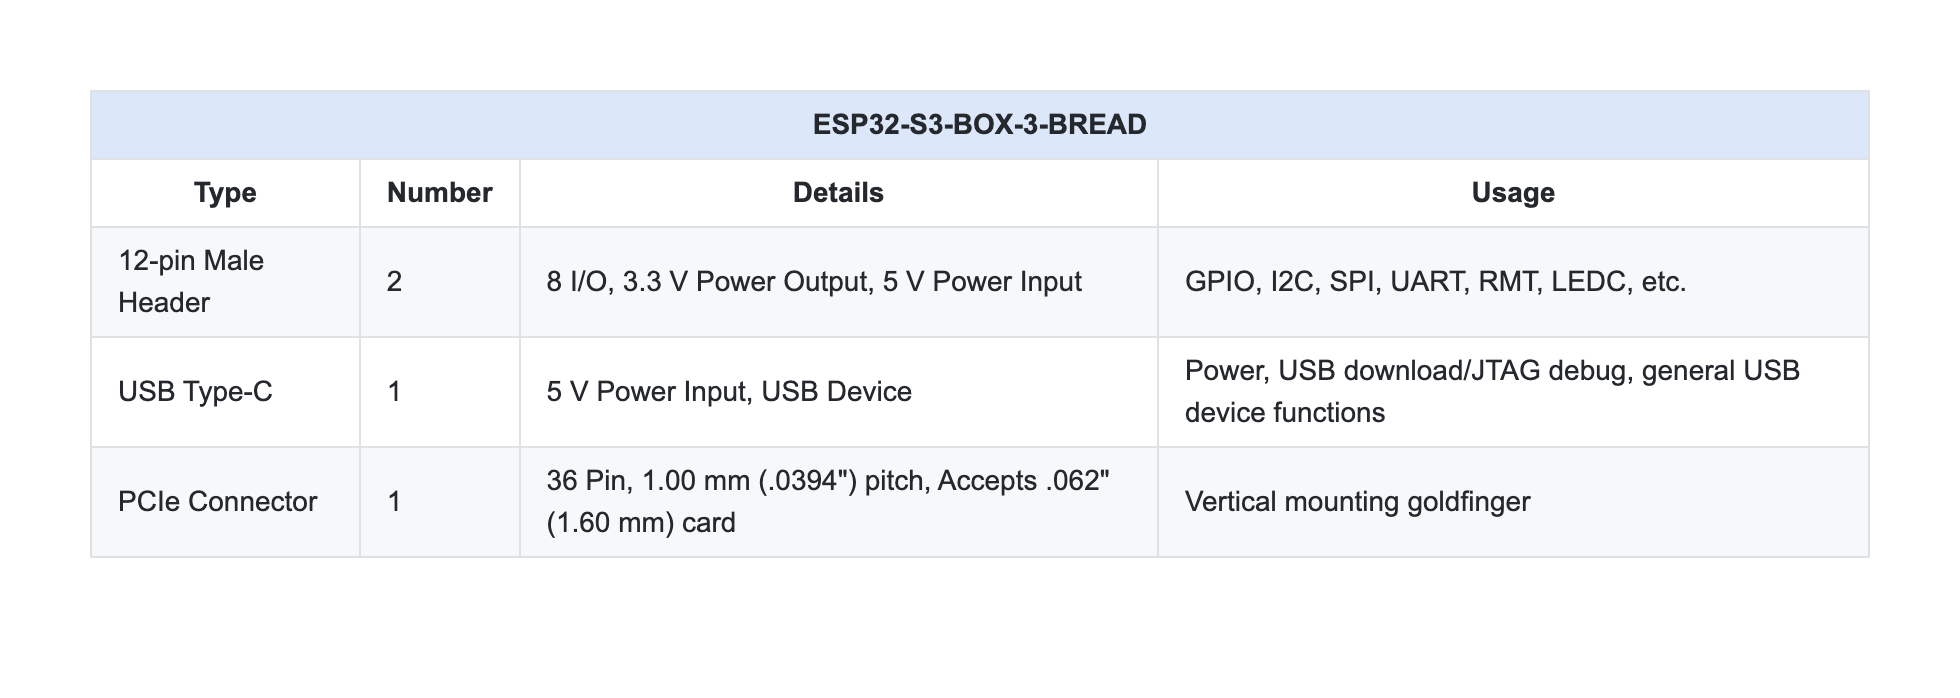 ESP32-S3-BOX-3-BREAD
Type Number Details Usage
12-pin Male
Header
2
8 I/O, 3.3 V Power Output, 5 V Power Input
GPIO, I2C, SPI, UART, RMT, LEDC, etc.
USB Type-C
1
5 V Power Input, USB Device
Power, USB download/JTAG debug, general USB
device functions
PCIe Connector
1
36 Pin, 1.00 mm (.0394") pitch, Accepts .062"
(1.60 mm) card
Vertical mounting goldfinger